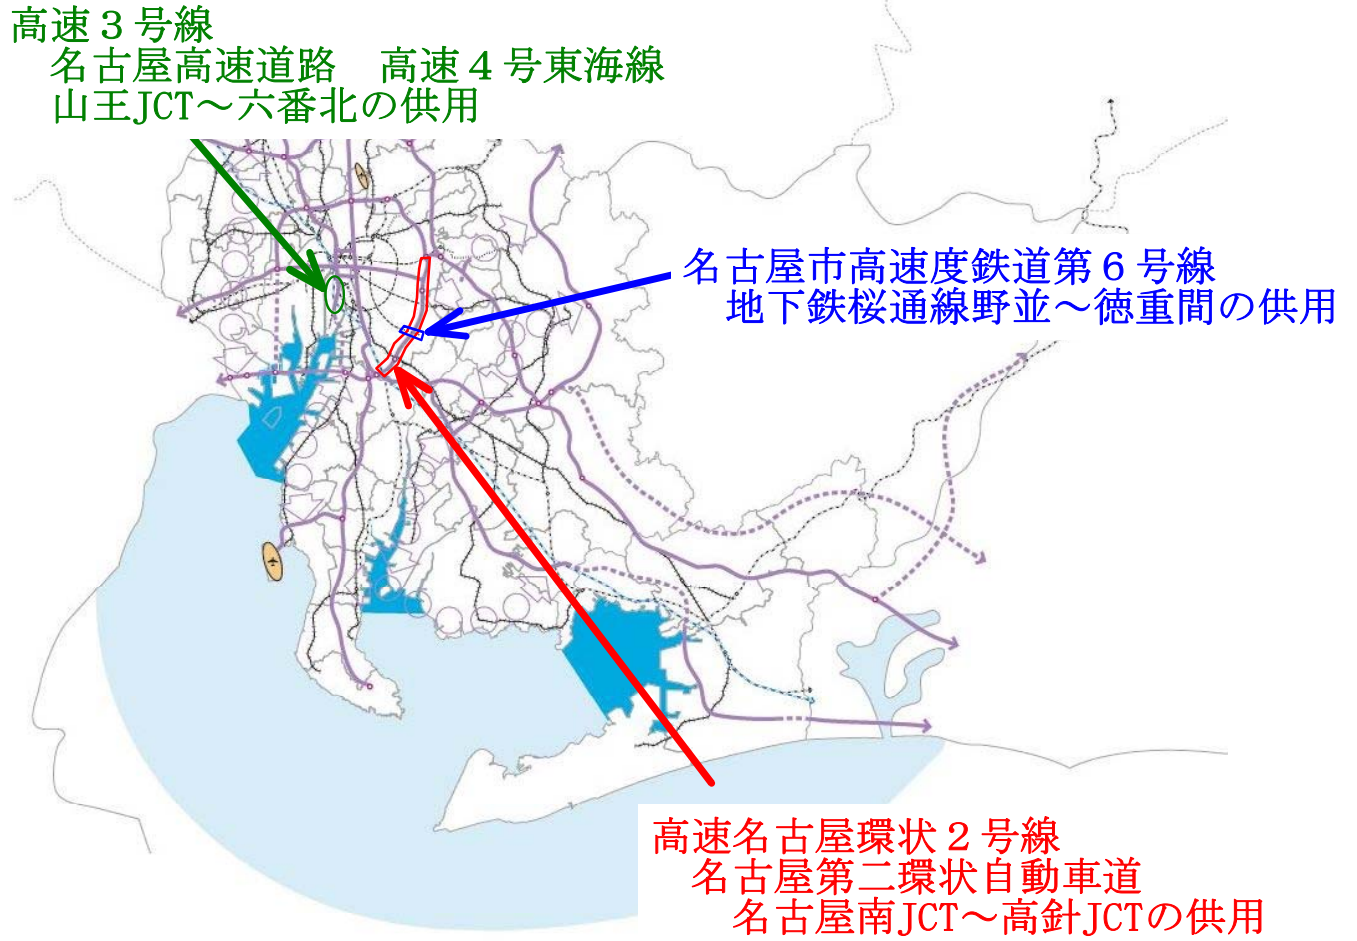 高速３号線
名古屋高速道路　高速４号東海線
山王JCT～六番北の供用
名古屋市高速度鉄道第６号線
地下鉄桜通線野並～徳重間の供用
高速名古屋環状２号線
名古屋第二環状自動車道
名古屋南JCT～高針JCTの供用